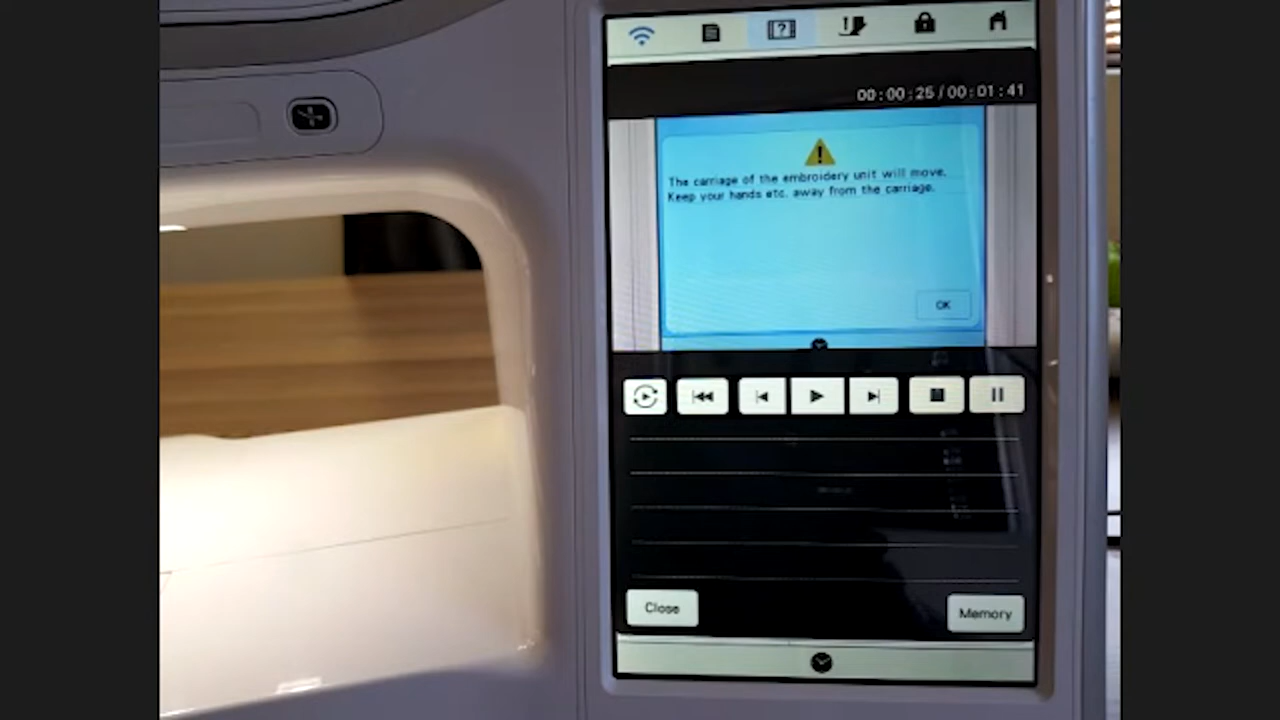 00:00:25 / 00:01:41
The carriage of the embroidery unit will move.
Keep your hands etc. away from the carriage.
OK
Close
Memory